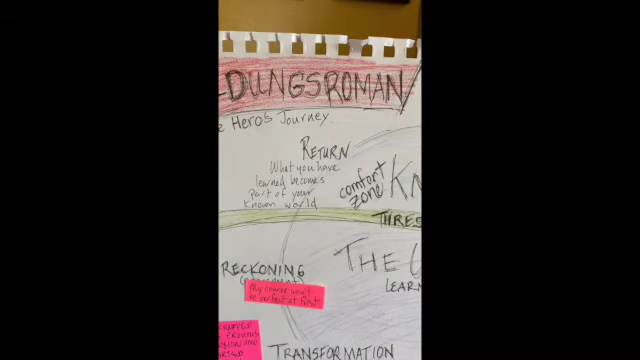 DUNGSROMAN
Hero's Journey
RETURN
What you have
learned becomes
part of your
known world
comfort
zone
KN
THRES
THE
LEARN
RECKONING
My course won't
be perfect at first
TRANSFORMATION